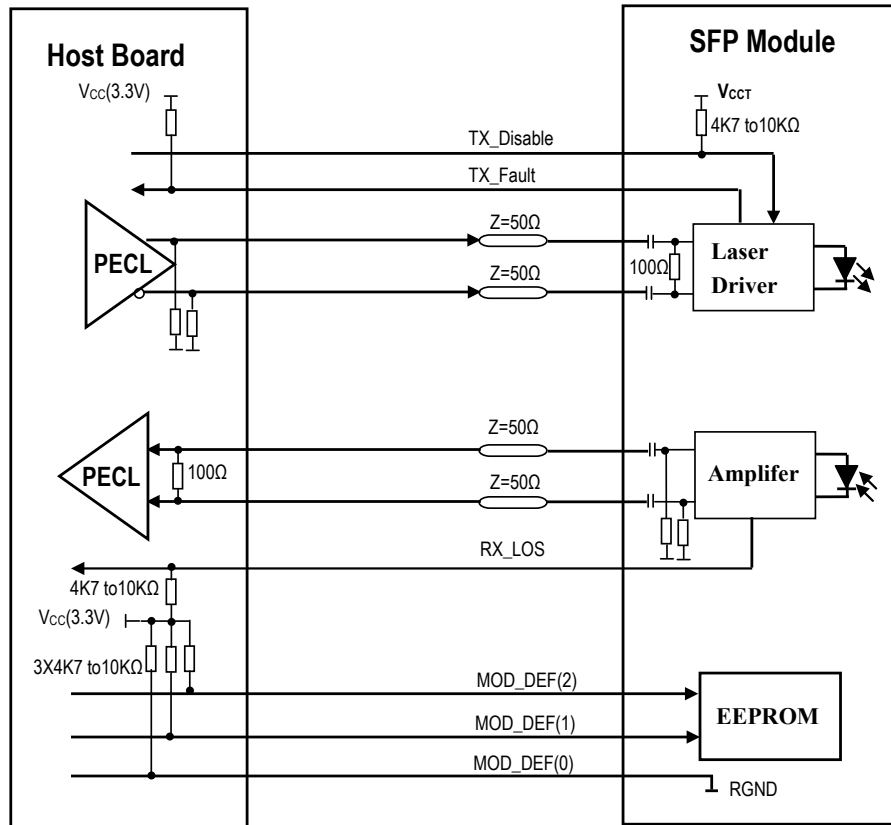 Host Board
SFP Module
VCC(3.3V)
VCCT
4K7 to10KΩ
TX_Disable
TX_Fault
Z=50Ω
PECL
100Ω
Laser
Driver
Z=50Ω
Z=50Ω
PECL
100Ω
Amplifer
Z=50Ω
RX_LOS
4K7 to10KΩ
VCC(3.3V)
3X4K7 to10KΩ
MOD_DEF(2)
EEPROM
MOD_DEF(1)
MOD_DEF(0)
RGND